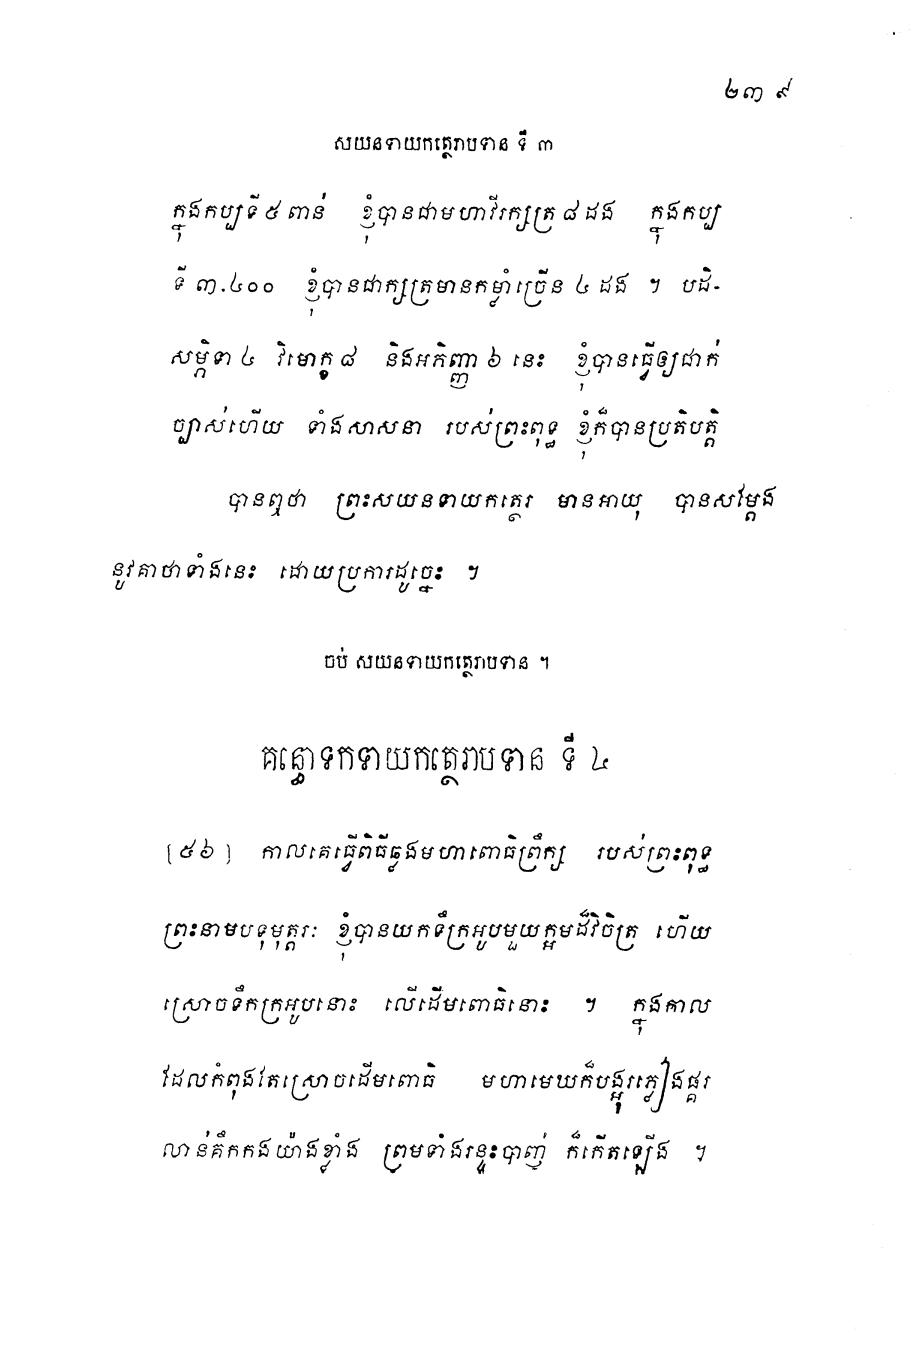 ២៣៩
សយនទាយកត្ថេរាបទាន ទី ៣
ក្នុងកប្បទី ៥ ពាន់ ខ្ញុំបានជាមហាវីរក្សត្រ ៨ ដង ក្នុងកប្ប
ទី ៣.៤០០ ខ្ញុំបានជាក្សត្រមានកម្លាំងច្រើន ៤ ដង ។ បដិ-
សម្ភិទា ៤ វិមោក្ខ ៨ និងអភិញ្ញា ៦ នេះ ខ្ញុំបានធ្វើឲ្យជាក់
ច្បាស់ហើយ ទាំងសាសនា របស់ព្រះពុទ្ធ ខ្ញុំក៏បានប្រតិបត្តិ
បានឮថា ព្រះសយនទាយកត្ថេរ មានអាយុ បានសម្តែង
នូវគាថាទាំងនេះ ដោយប្រការដូច្នេះ ។
ចប់ សយនទាយកត្ថេរាបទាន ។
គន្ធោទកទាយកត្ថេរាបទាន ទី ៤
[៥៦] កាលគេធ្វើពិធីឆ្លងមហាពោធិព្រឹក្ស របស់ព្រះពុទ្ធ
ព្រះនាមបទុមុត្តរៈ ខ្ញុំបានយកទឹកក្រអូបមួយក្អមដ៏វិចិត្រ ហើយ
ស្រោចទឹកក្រអូបនោះ លើដើមពោធិនោះ ។ ក្នុងកាល
ដែលកំពុងតែស្រោចដើមពោធិ មហាមេឃក៏បង្អុរភ្លៀងផ្គរ
លាន់គឹកកងយ៉ាងខ្លាំង ព្រមទាំងរន្ទះបាញ់ ក៏កើតឡើង ។